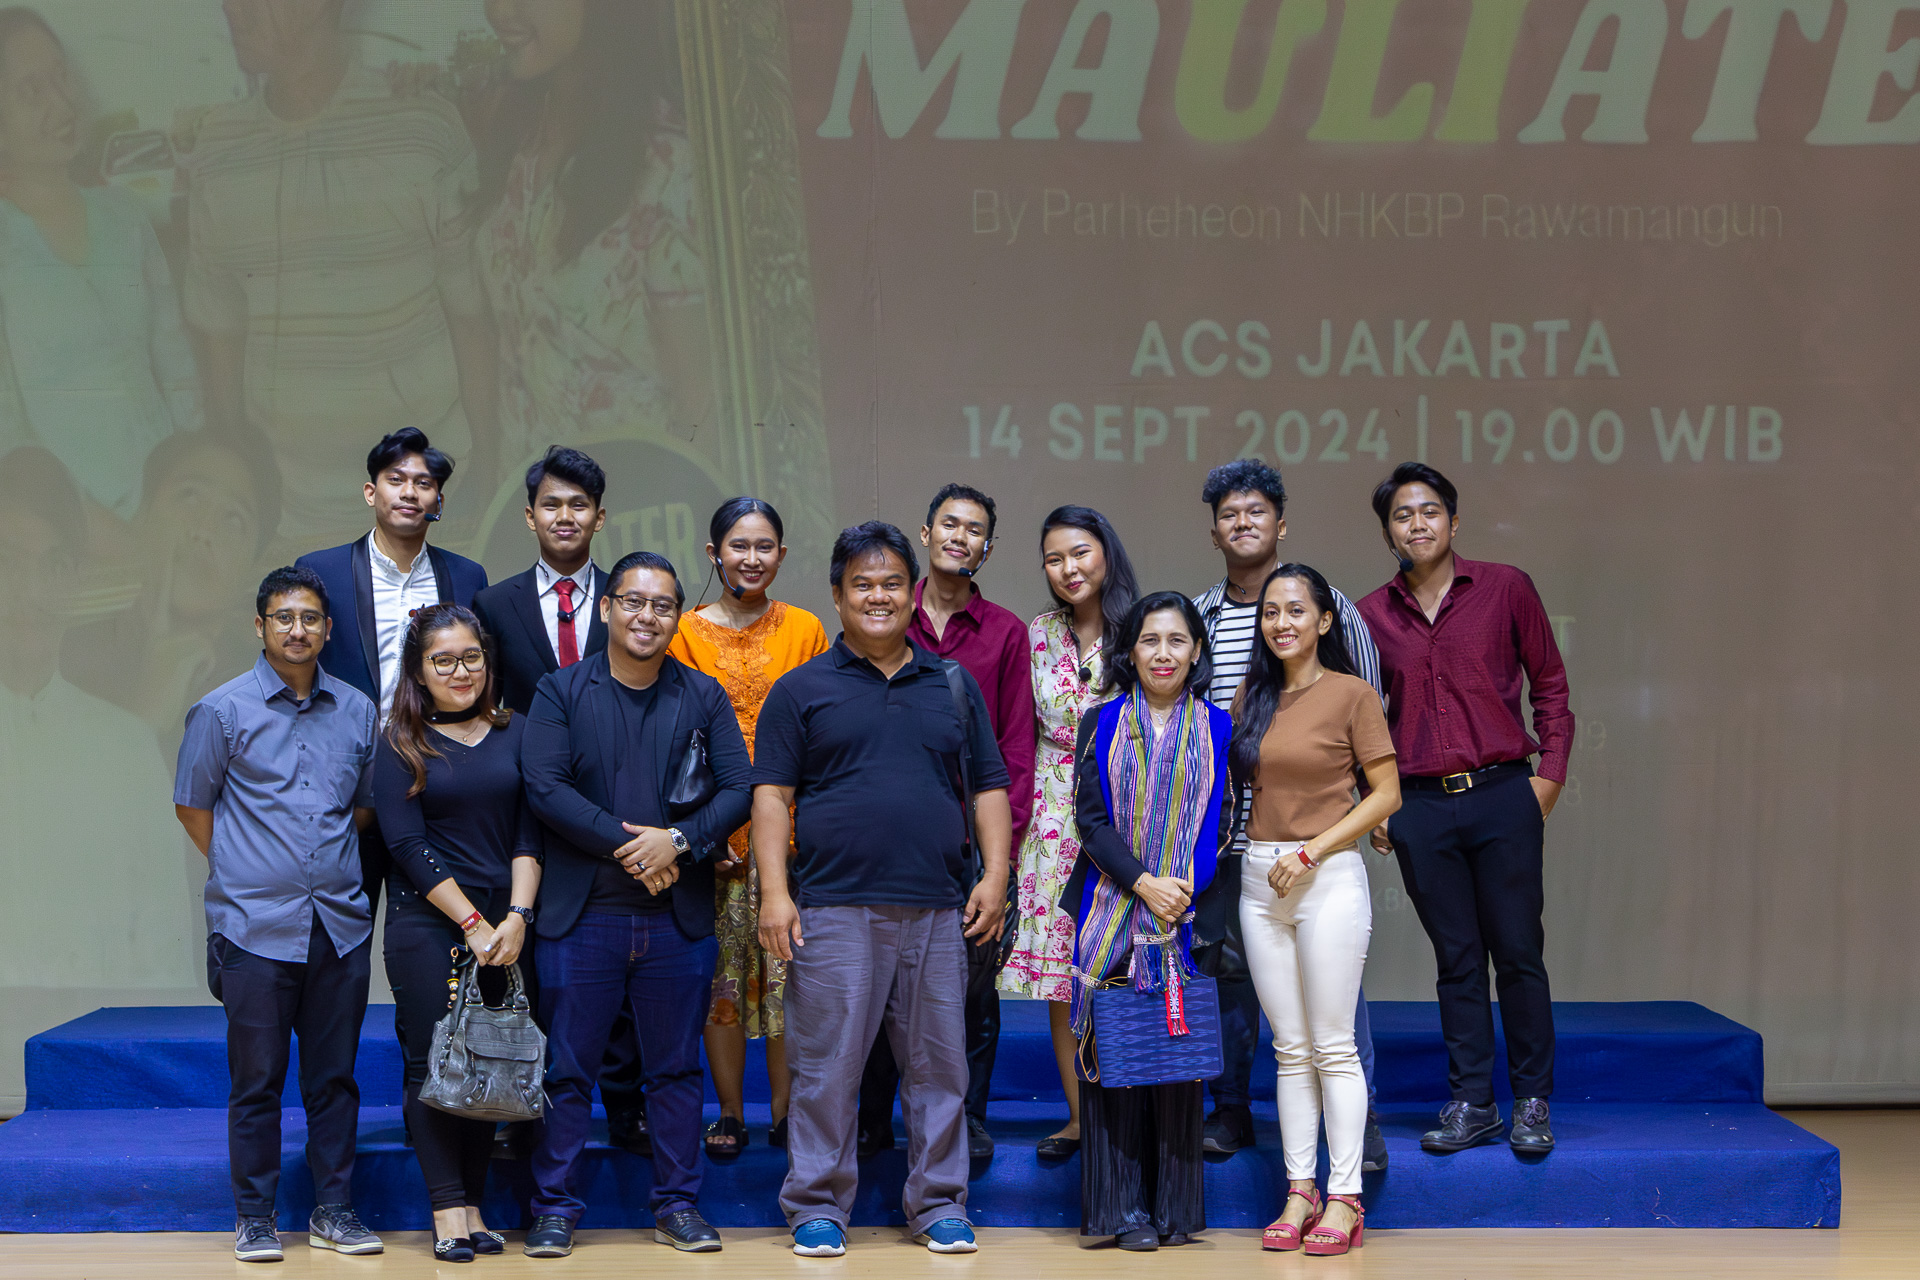 MAULIATE
By Parheheon NHKBP Rawamangun
ACS JAKARTA
14 SEPT 2024 | 19.00 WIB